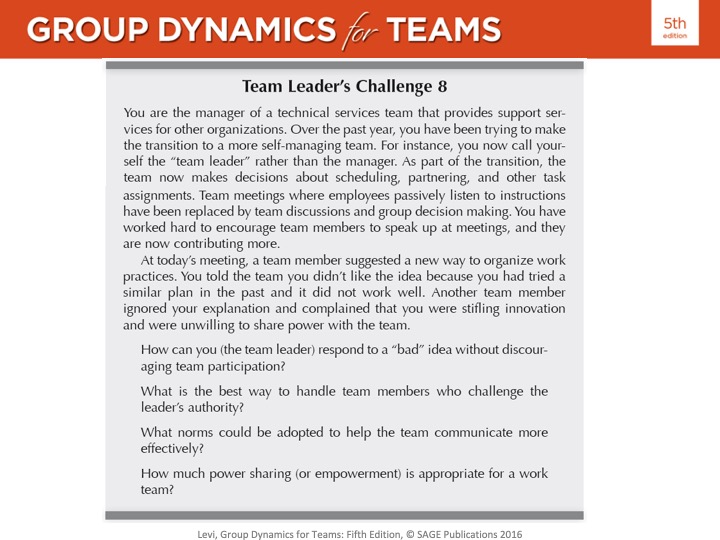 GROUP DYNAMICS for TEAMS
5th
edition
Team Leader's Challenge 8
You are the manager of a technical services team that provides support ser-
vices for other organizations. Over the past year, you have been trying to make
the transition to a more self-managing team. For instance, you now call your-
self the “team leader” rather than the manager. As part of the transition, the
team now makes decisions about scheduling, partnering, and other task
assignments. Team meetings where employees passively listen to instructions
have been replaced by team discussions and group decision making. You have
worked hard to encourage team members to speak up at meetings, and they
are now contributing more.
At today's meeting, a team member suggested a new way to organize work
practices. You told the team you didn't like the idea because you had tried a
similar plan in the past and it did not work well. Another team member
ignored your explanation and complained that you were stifling innovation
and were unwilling to share power with the team.
How can you (the team leader) respond to a “bad” idea without discour-
aging team participation?
What is the best way to handle team members who challenge the
leader's authority?
What norms could be adopted to help the team communicate more
effectively?
How much power sharing (or empowerment) is appropriate for a work
team?
Levi, Group Dynamics for Teams: Fifth Edition, © SAGE Publications 2016